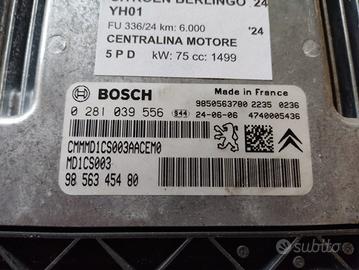 CITROEN BERLINGO '24
YH01
FU 336/24 km: 6.000 '24
CENTRALINA MOTORE
5 P D kW: 75 cc: 1499
BOSCH
Made in France
0 281 039 556
9850563780 2235 0236
S44 24-06-06 4740005436
CMMMD1CS003AACEM0
MD1CS003
98 563 454 80
subito